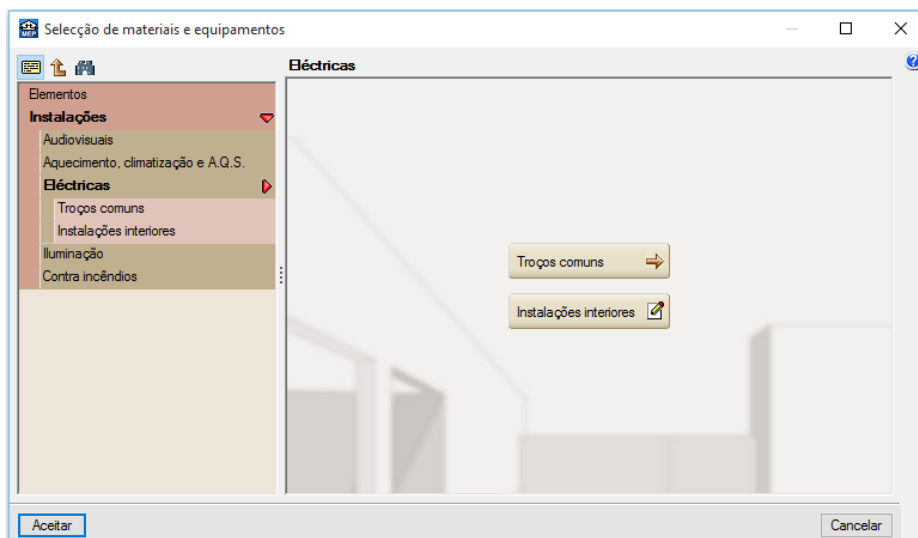 MEP Selecção de materiais e equipamentos
Eléctricas
Elementos
Instalações
Audiovisuais
Aquecimento, climatização e A.Q.S.
Eléctricas
Troços comuns
Instalações interiores
Iluminação
Contra incêndios
Troços comuns
Instalações interiores
Aceitar
Cancelar